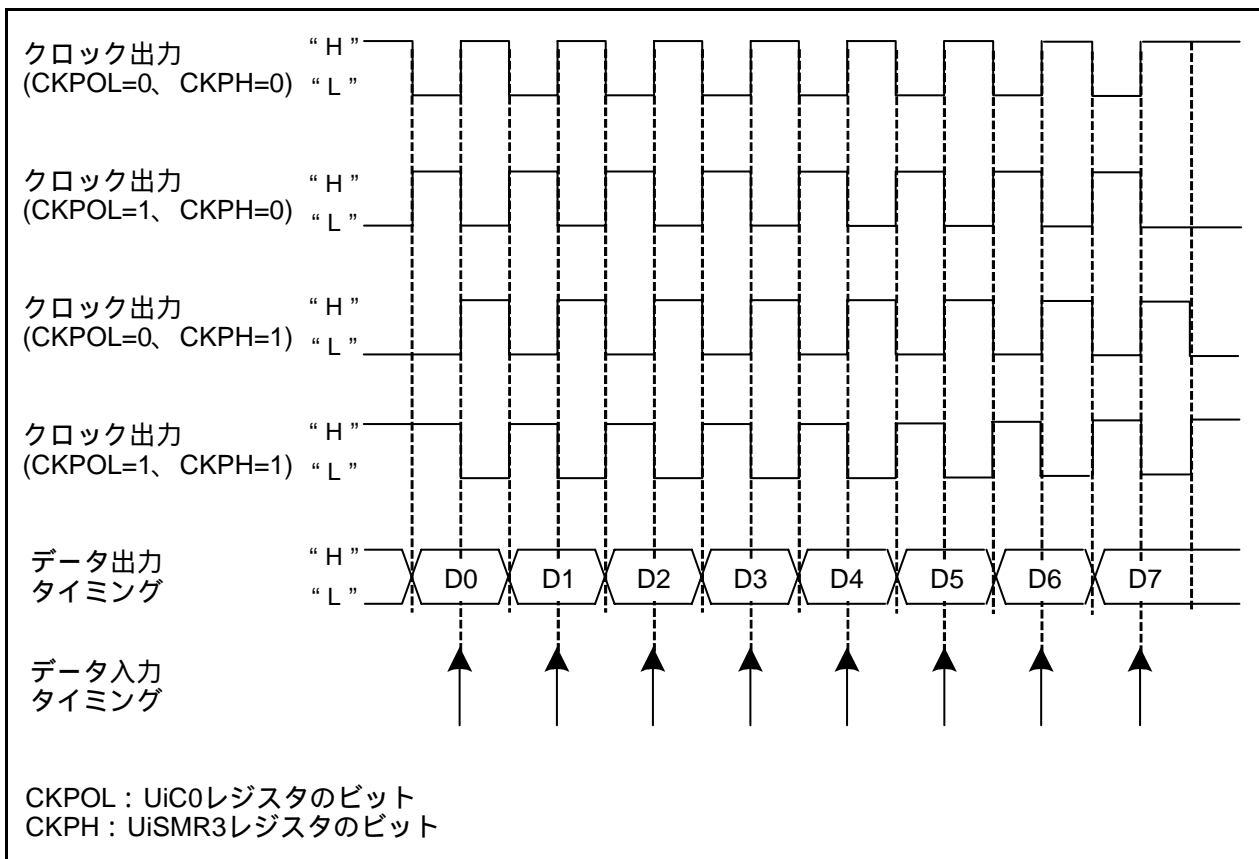 クロック出力
(CKPOL=0、 CKPH=0)
“ H ”
“ L ”
クロック出力
(CKPOL=1、 CKPH=0)
“ H ”
“ L ”
クロック出力
(CKPOL=0、 CKPH=1)
“ H ”
“ L ”
クロック出力
(CKPOL=1、 CKPH=1)
“ H ”
“ L ”
データ出力
タイミング
“ H ”
“ L ”
D0 D1 D2 D3 D4 D5 D6 D7
データ入力
タイミング
CKPOL : UiC0レジスタのビット
CKPH : UiSMR3レジスタのビット